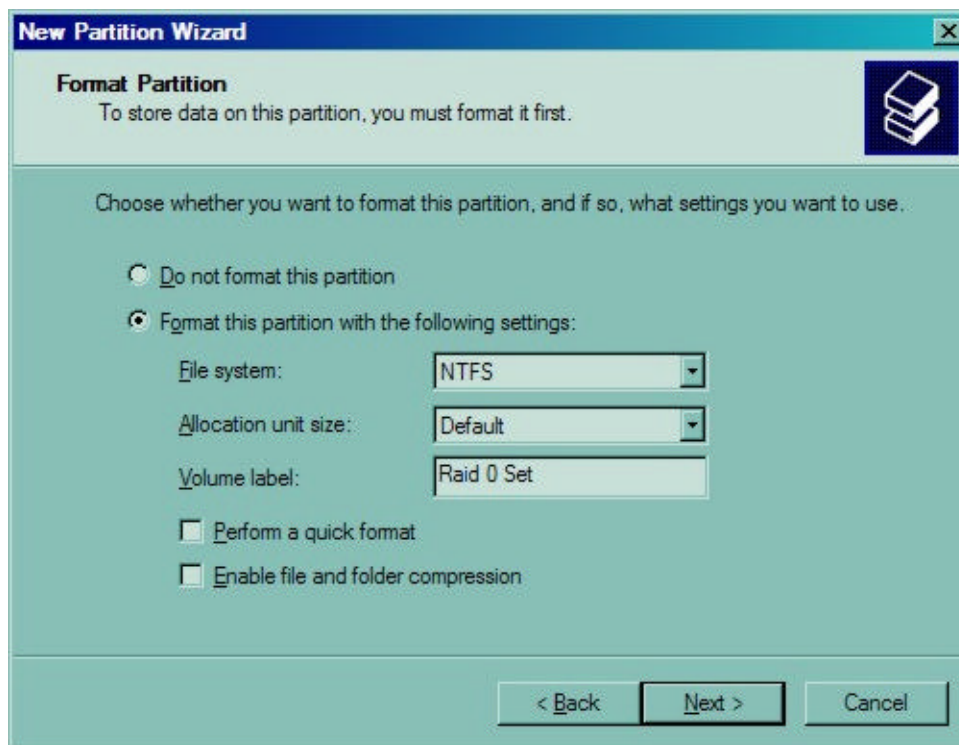 New Partition Wizard
Format Partition
To store data on this partition, you must format it first.
Choose whether you want to format this partition, and if so, what settings you want to use.
Do not format this partition
Format this partition with the following settings:
File system: NTFS
Allocation unit size: Default
Volume label: Raid 0 Set
Perform a quick format
Enable file and folder compression
< Back Next > Cancel